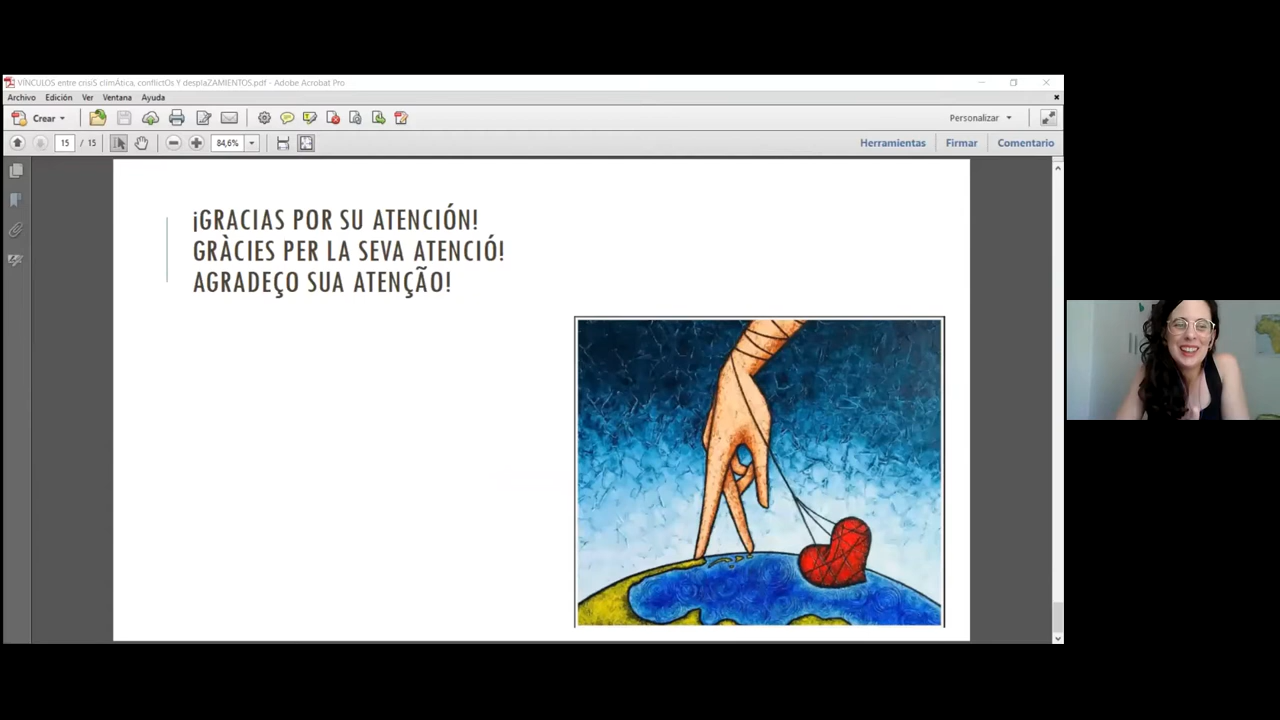 VÍNCULOS entre crisiS climÁtica, conflictOs Y desplaZAMIENTOS.pdf - Adobe Acrobat Pro
Archivo Edición Ver Ventana Ayuda
Crear Personalizar
15 / 15 84,6% Herramientas Firmar Comentario
¡GRACIAS POR SU ATENCIÓN!
GRÀCIES PER LA SEVA ATENCIÓ!
AGRADEÇO SUA ATENÇÃO!